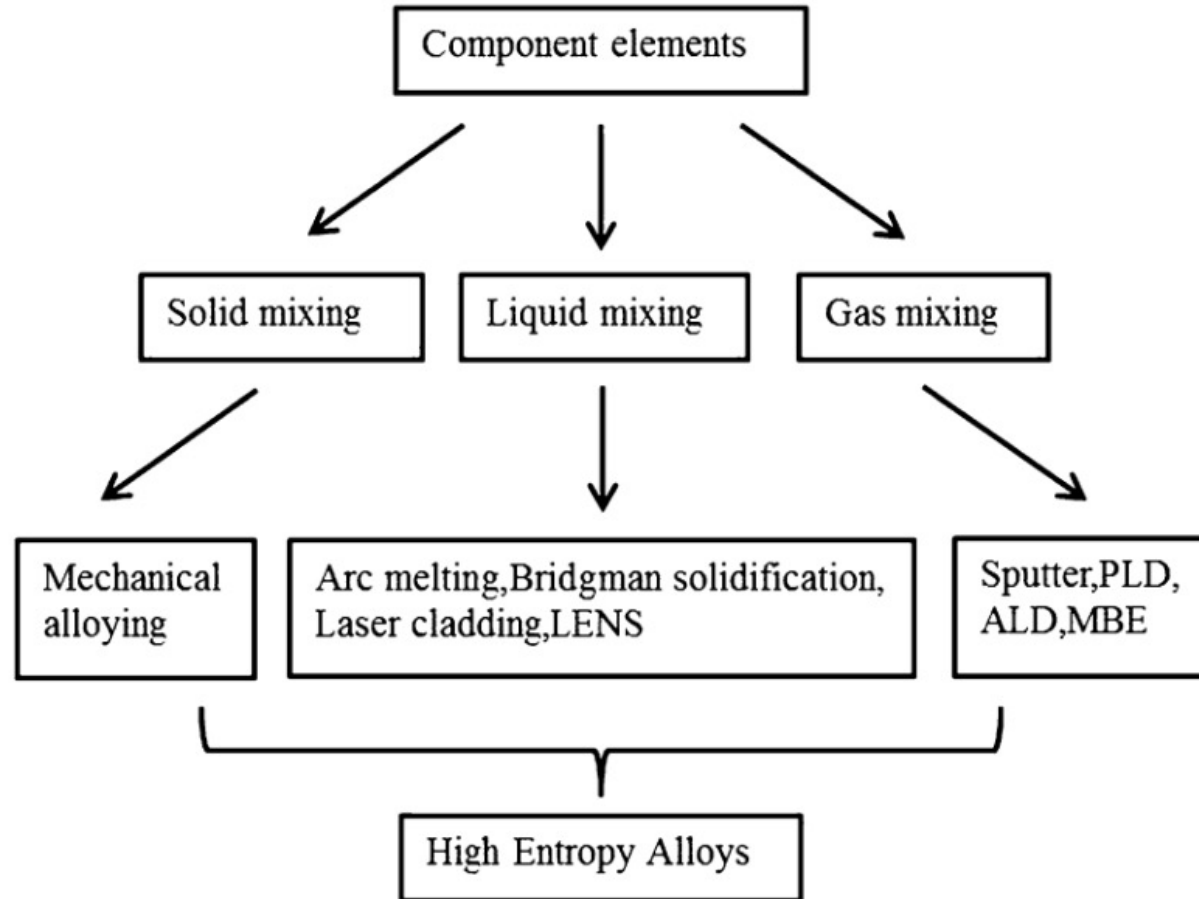 Component elements
Solid mixing
Liquid mixing
Gas mixing
Mechanical
alloying
Arc melting,Bridgman solidification,
Laser cladding,LENS
Sputter,PLD,
ALD,MBE
High Entropy Alloys